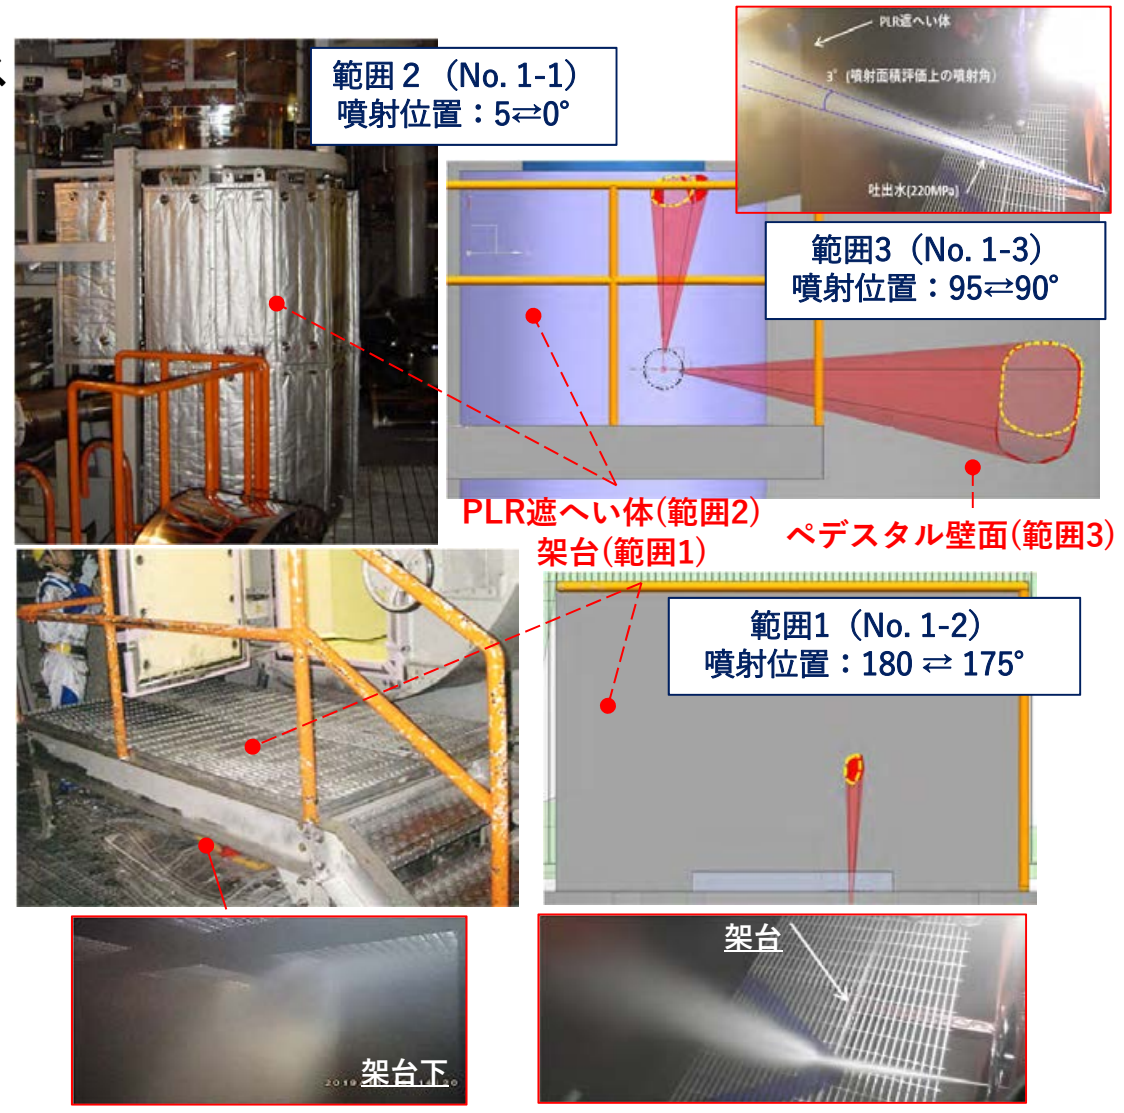 ス
PLR遮へい体
3°(噴射面積評価上の噴射角)
吐出水(220MPa)
範囲２（No. 1-1）
噴射位置：5⇄0°
範囲3（No. 1-3）
噴射位置：95⇄90°
PLR遮へい体(範囲2)
架台(範囲1)
ペデスタル壁面(範囲3)
範囲1（No. 1-2）
噴射位置：180 ⇄ 175°
架台
架台下